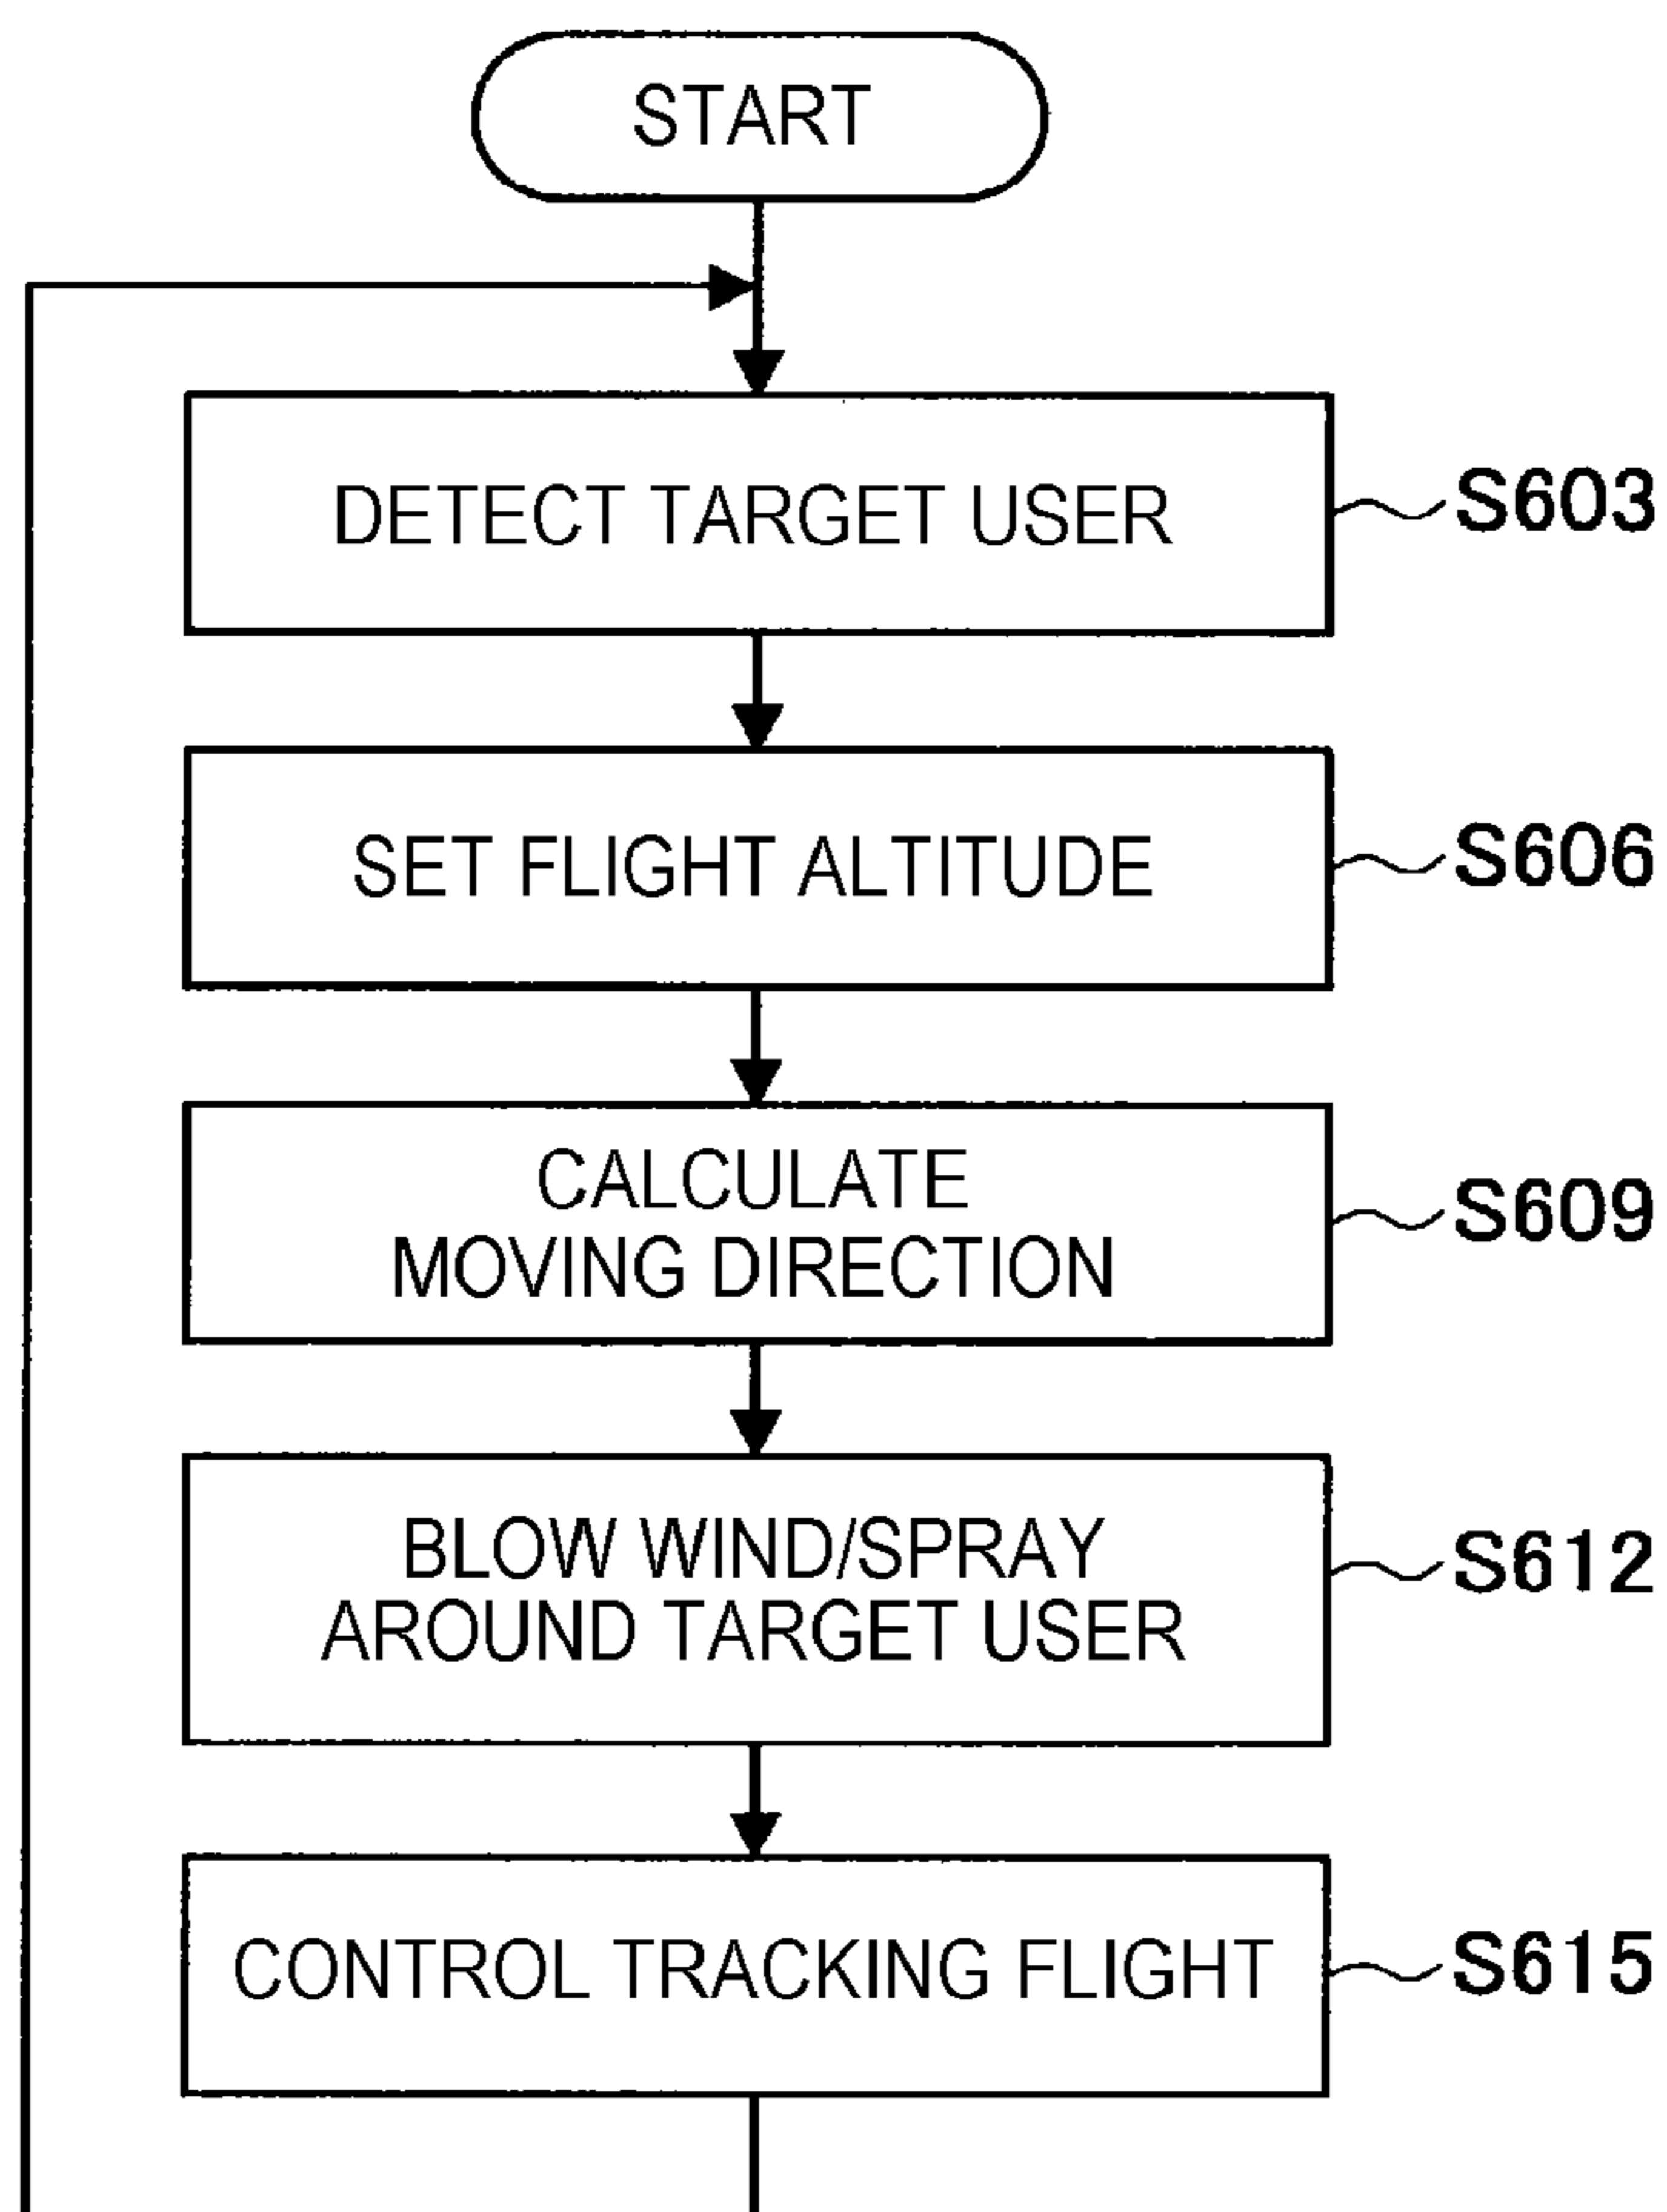 START
DETECT TARGET USER
S603
SET FLIGHT ALTITUDE
S606
CALCULATE
MOVING DIRECTION
S609
BLOW WIND/SPRAY
AROUND TARGET USER
S612
CONTROL TRACKING FLIGHT
S615